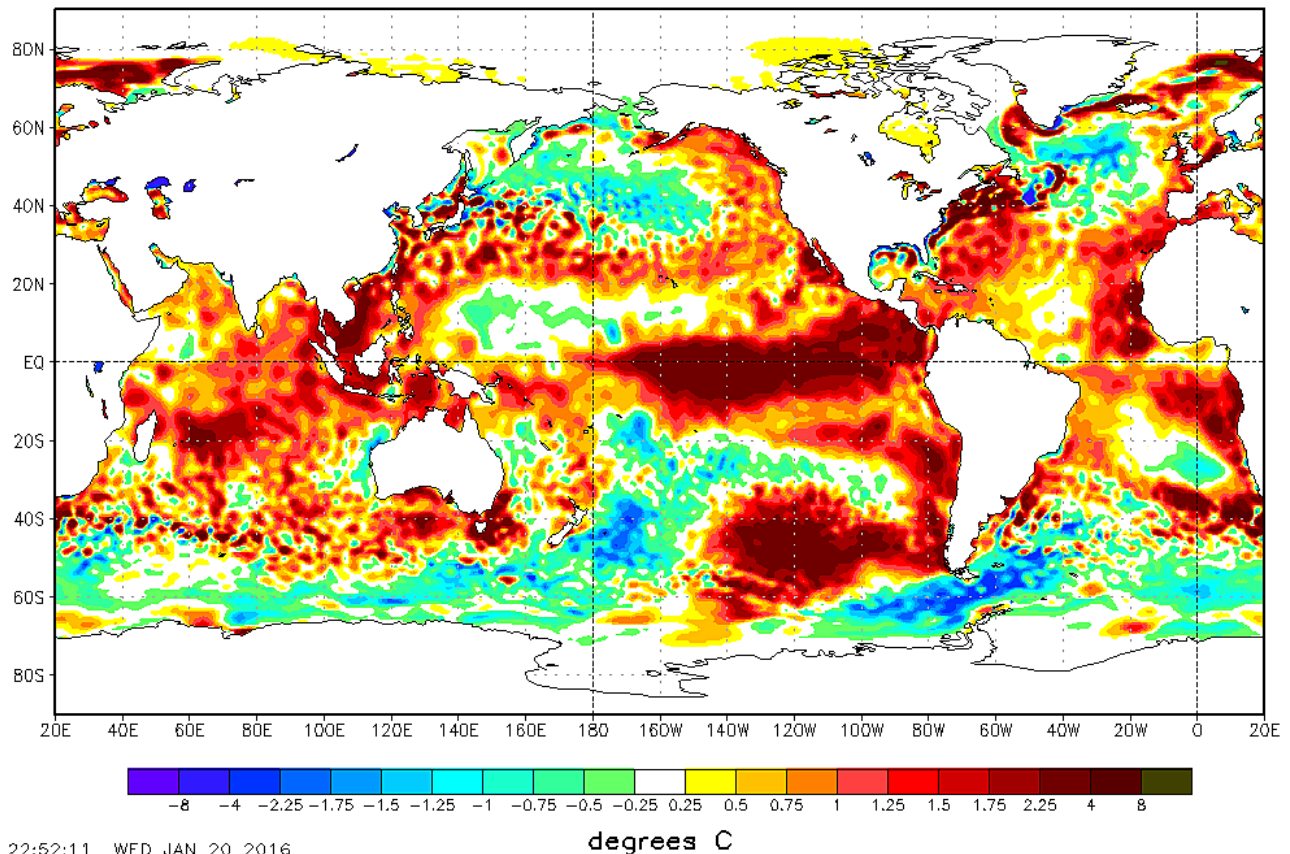 80N
60N
40N
20N
EQ
20S
40S
60S
80S
20E 40E 60E 80E 100E 120E 140E 160E 180 160W 140W 120W 100W 80W 60W 40W 20W 0 20E
-8 -4 -2.25 -1.75 -1.5 -1.25 -1 -0.75 -0.5 -0.25 0.25 0.5 0.75 1 1.25 1.5 1.75 2.25 4 8
degrees C
22:52:11 WED JAN 20 2016